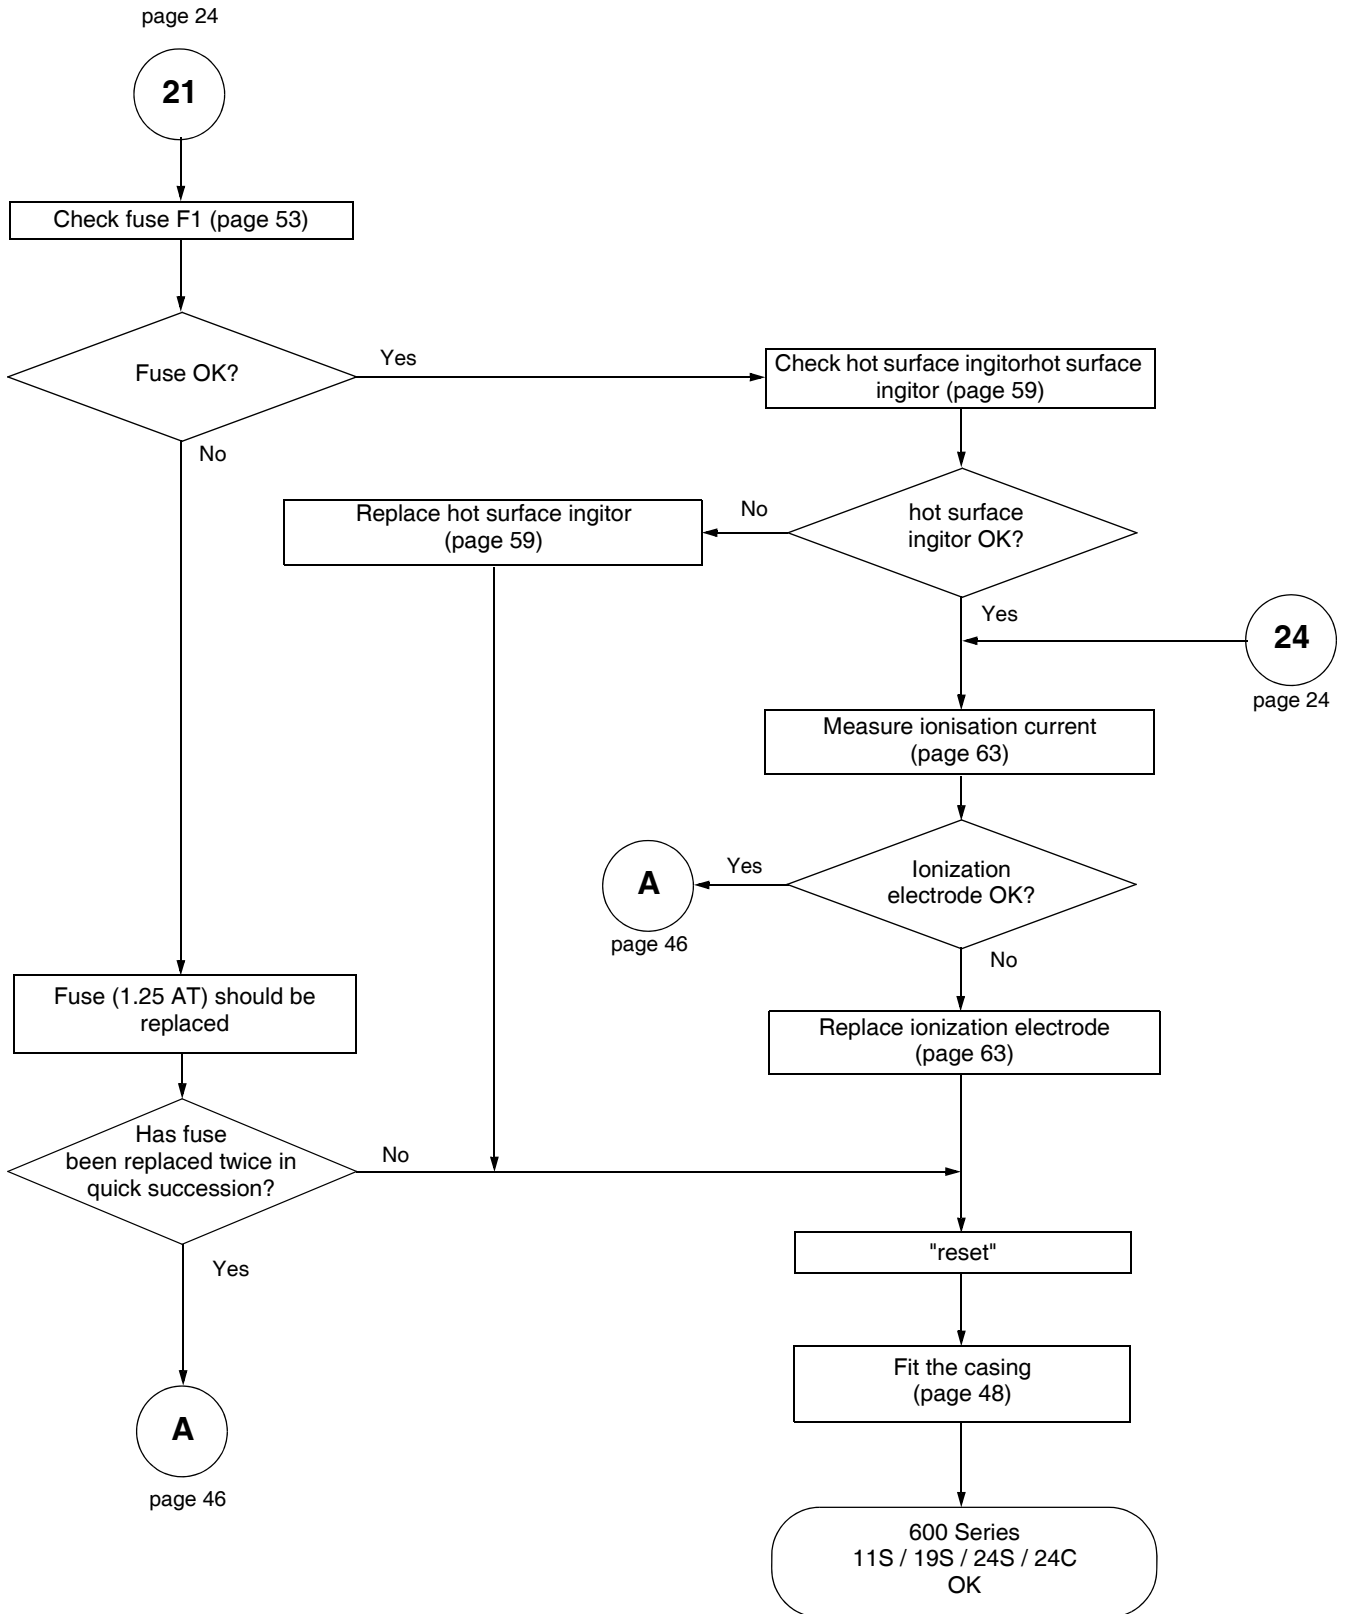 page 24
21
Check fuse F1 (page 53)
Fuse OK?
Yes
No
Check hot surface ingitorhot surface
ingitor (page 59)
hot surface
ingitor OK?
No
Replace hot surface ingitor
(page 59)
Yes
24
page 24
Measure ionisation current
(page 63)
Ionization
electrode OK?
Yes
A
page 46
No
Replace ionization electrode
(page 63)
Fuse (1.25 AT) should be
replaced
Has fuse
been replaced twice in
quick succession?
No
Yes
A
page 46
"reset"
Fit the casing
(page 48)
600 Series
11S / 19S / 24S / 24C
OK